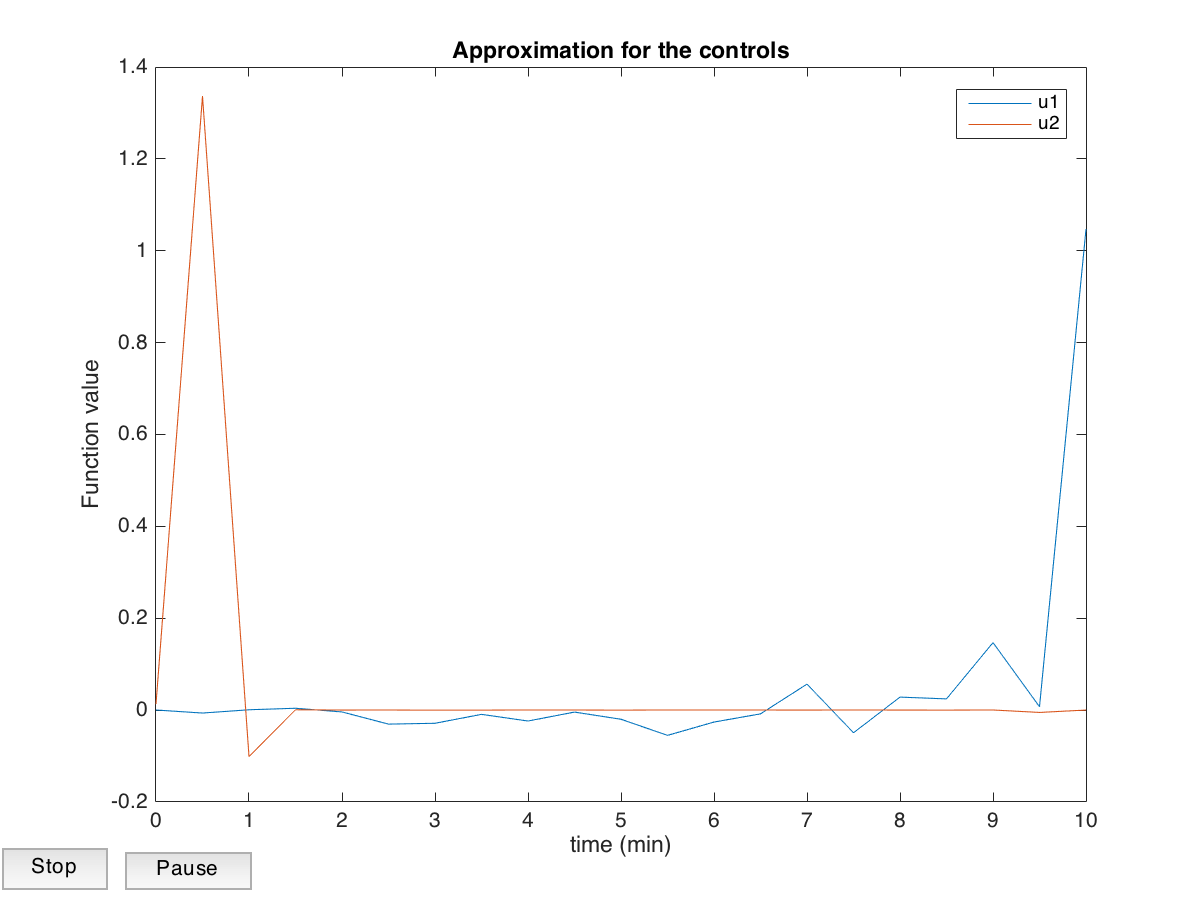 Approximation for the controls
1.4
1.2
1
0.8
0.6
0.4
0.2
0
-0.2
Function value
u1
u2
0 1 2 3 4 5 6 7 8 9 10
time (min)
Stop Pause